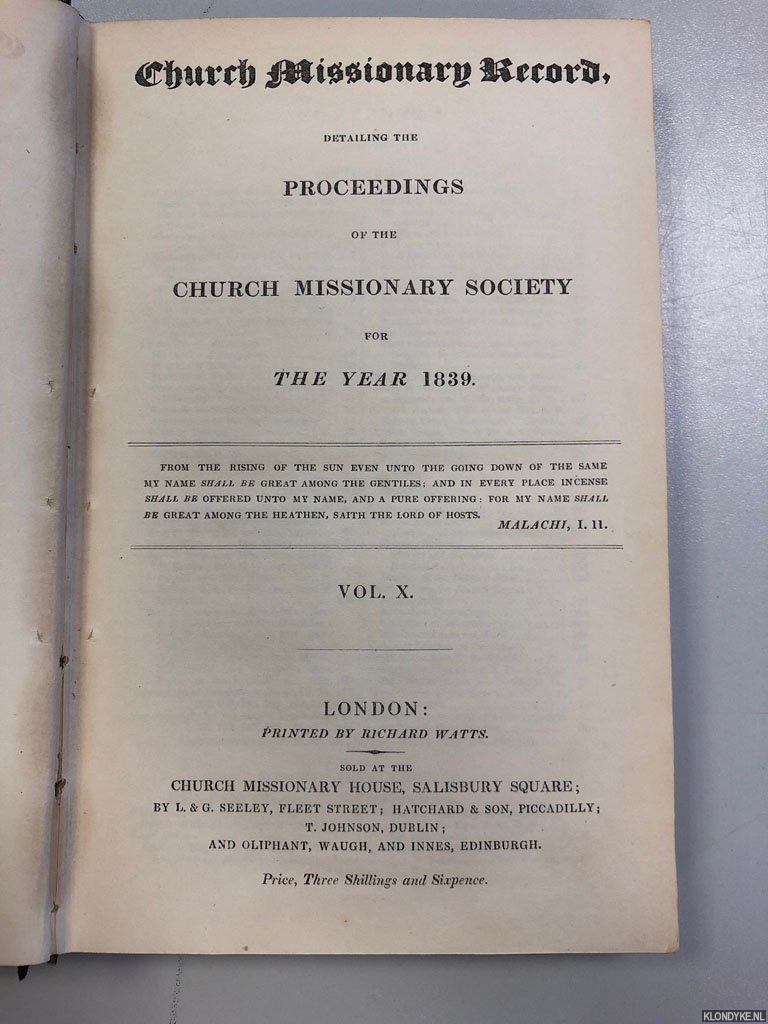 Church Missionary Record,
DETAILING THE
PROCEEDINGS
OF THE
CHURCH MISSIONARY SOCIETY
FOR
THE YEAR 1839.
FROM THE RISING OF THE SUN EVEN UNTO THE GOING DOWN OF THE SAME
MY NAME SHALL BE GREAT AMONG THE GENTILES; AND IN EVERY PLACE INCENSE
SHALL BE OFFERED UNTO MY NAME, AND A PURE OFFERING: FOR MY NAME SHALL
BE GREAT AMONG THE HEATHEN, SAITH THE LORD OF HOSTS.
MALACHI, I. 11.
VOL. X.
LONDON:
PRINTED BY RICHARD WATTS.
SOLD AT THE
CHURCH MISSIONARY HOUSE, SALISBURY SQUARE;
BY L. & G. SEELEY, FLEET STREET; HATCHARD & SON, PICCADILLY;
T. JOHNSON, DUBLIN;
AND OLIPHANT, WAUGH, AND INNES, EDINBURGH.
Price, Three Shillings and Sixpence.
KLONDYKE.NL